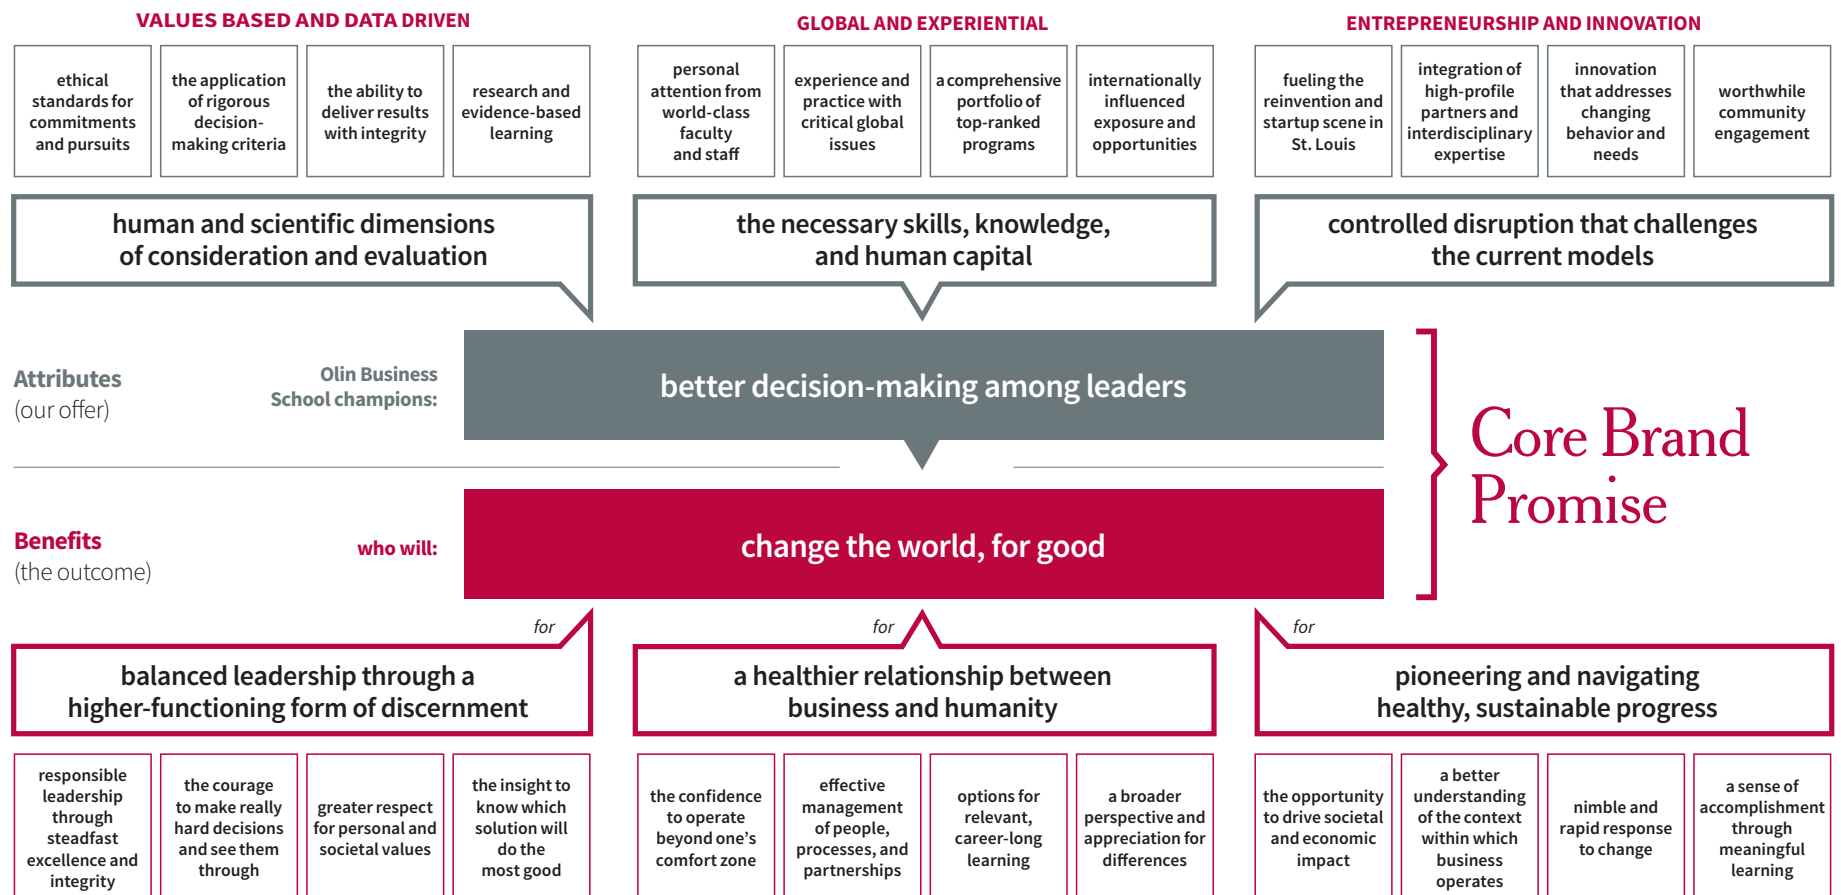 VALUES BASED AND DATA DRIVEN
ethical
standards for
commitments
and pursuits
the application
of rigorous
decision-
making criteria
the ability to
deliver results
with integrity
research and
evidence-based
learning
human and scientific dimensions
of consideration and evaluation
GLOBAL AND EXPERIENTIAL
personal
attention from
world-class
faculty
and staff
experience and
practice with
critical global
issues
a comprehensive
portfolio of
top-ranked
programs
internationally
influenced
exposure and
opportunities
the necessary skills, knowledge,
and human capital
ENTREPRENEURSHIP AND INNOVATION
fueling the
reinvention and
startup scene in
St. Louis
integration of
high-profile
partners and
interdisciplinary
expertise
innovation
that addresses
changing
behavior and
needs
worthwhile
community
engagement
controlled disruption that challenges
the current models
Attributes
(our offer)
Olin Business
School champions:
better decision-making among leaders
Benefits
(the outcome)
who will:
change the world, for good
Core Brand
Promise
for
balanced leadership through a
higher-functioning form of discernment
responsible
leadership
through
steadfast
excellence and
integrity
the courage
to make really
hard decisions
and see them
through
greater respect
for personal and
societal values
the insight to
know which
solution will
do the
most good
for
a healthier relationship between
business and humanity
the confidence
to operate
beyond one’s
comfort zone
effective
management
of people,
processes, and
partnerships
options for
relevant,
career-long
learning
a broader
perspective and
appreciation for
differences
for
pioneering and navigating
healthy, sustainable progress
the opportunity
to drive societal
and economic
impact
a better
understanding
of the context
within which
business
operates
nimble and
rapid response
to change
a sense of
accomplishment
through
meaningful
learning